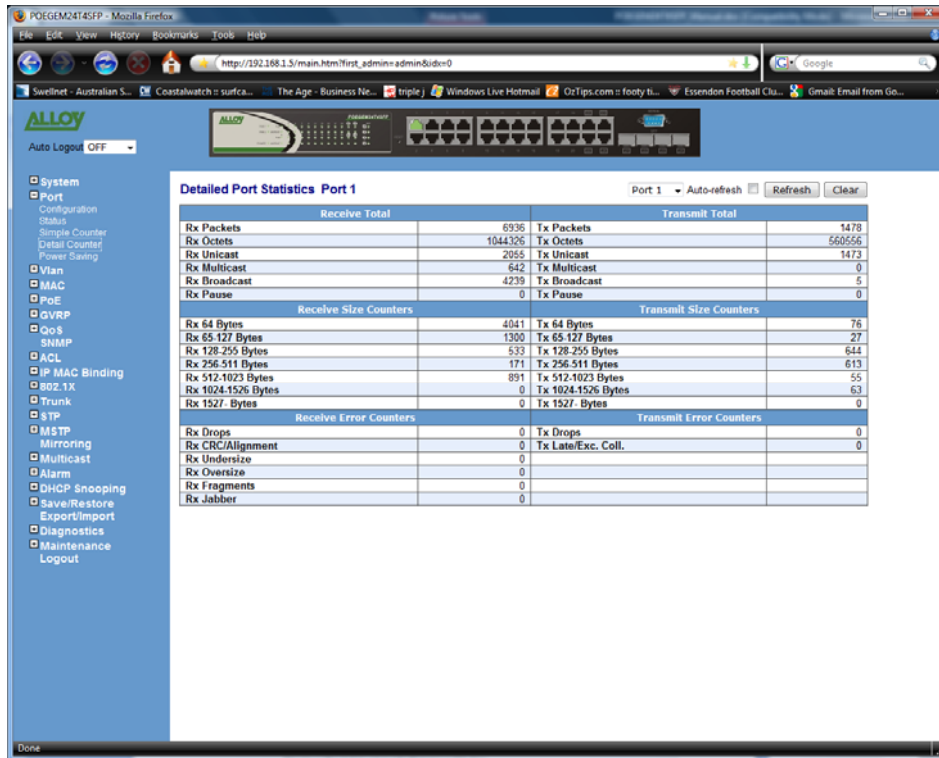 POEGEM24T4SFP - Mozilla Firefox
File Edit View History Bookmarks Tools Help
http://192.168.1.5/main.htm?first_admin=admin&idx=0
Google
Swellnet - Australian S... Coastalwatch :: surfca... The Age - Business Ne... triple j Windows Live Hotmail OzTips.com :: footy ti... Essendon Football Clu... Gmail: Email from Go...
ALLOY
Auto Logout OFF
ALLOY
System
Port
Configuration
Status
Simple Counter
Detail Counter
Power Saving
Vlan
MAC
PoE
GVRP
QoS
SNMP
ACL
IP MAC Binding
802.1X
Trunk
STP
MSTP
Mirroring
Multicast
Alarm
DHCP Snooping
Save/Restore
Export/Import
Diagnostics
Maintenance
Logout
Detailed Port Statistics Port 1
Port 1 Auto-refresh Refresh Clear
Receive Total Transmit Total
Rx Packets 6936 Tx Packets 1478
Rx Octets 1044326 Tx Octets 560556
Rx Unicast 2055 Tx Unicast 1473
Rx Multicast 642 Tx Multicast 0
Rx Broadcast 4239 Tx Broadcast 5
Rx Pause 0 Tx Pause 0
Receive Size Counters Transmit Size Counters
Rx 64 Bytes 4041 Tx 64 Bytes 76
Rx 65-127 Bytes 1300 Tx 65-127 Bytes 27
Rx 128-255 Bytes 533 Tx 128-255 Bytes 644
Rx 256-511 Bytes 171 Tx 256-511 Bytes 613
Rx 512-1023 Bytes 891 Tx 512-1023 Bytes 55
Rx 1024-1526 Bytes 0 Tx 1024-1526 Bytes 63
Rx 1527- Bytes 0 Tx 1527- Bytes 0
Receive Error Counters Transmit Error Counters
Rx Drops 0 Tx Drops 0
Rx CRC/Alignment 0 Tx Late/Exc. Coll. 0
Rx Undersize 0
Rx Oversize 0
Rx Fragments 0
Rx Jabber 0
Done